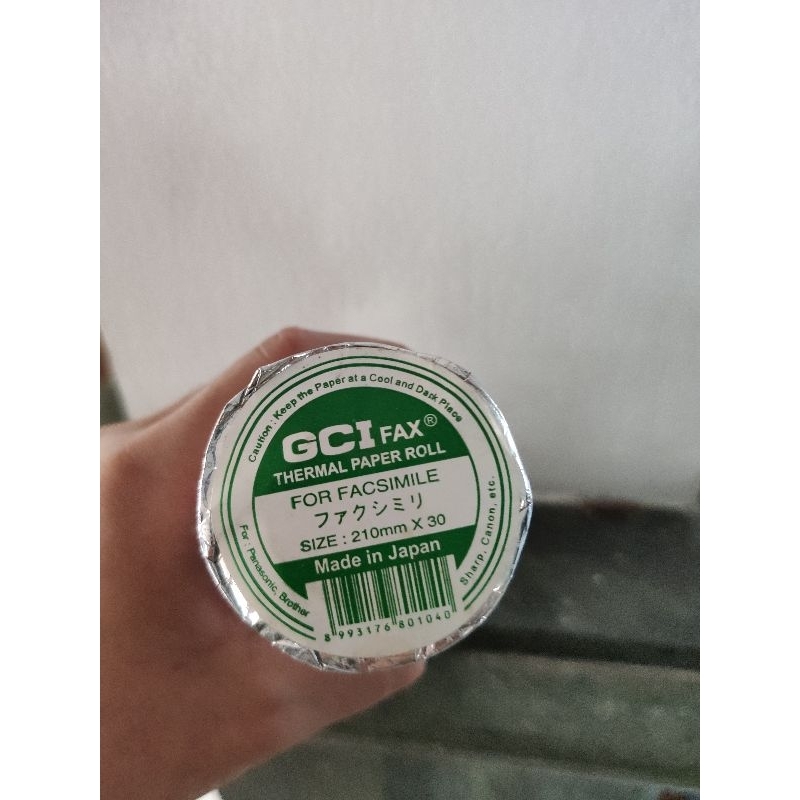 Caution : Keep the Paper at a Cool and Dark Place
GCI FAX®
THERMAL PAPER ROLL
FOR FACSIMILE
ファクシミリ
SIZE : 210mm X 30
Made in Japan
For : Panasonic, Brother
Sharp, Canon, etc.
8 993176 801040